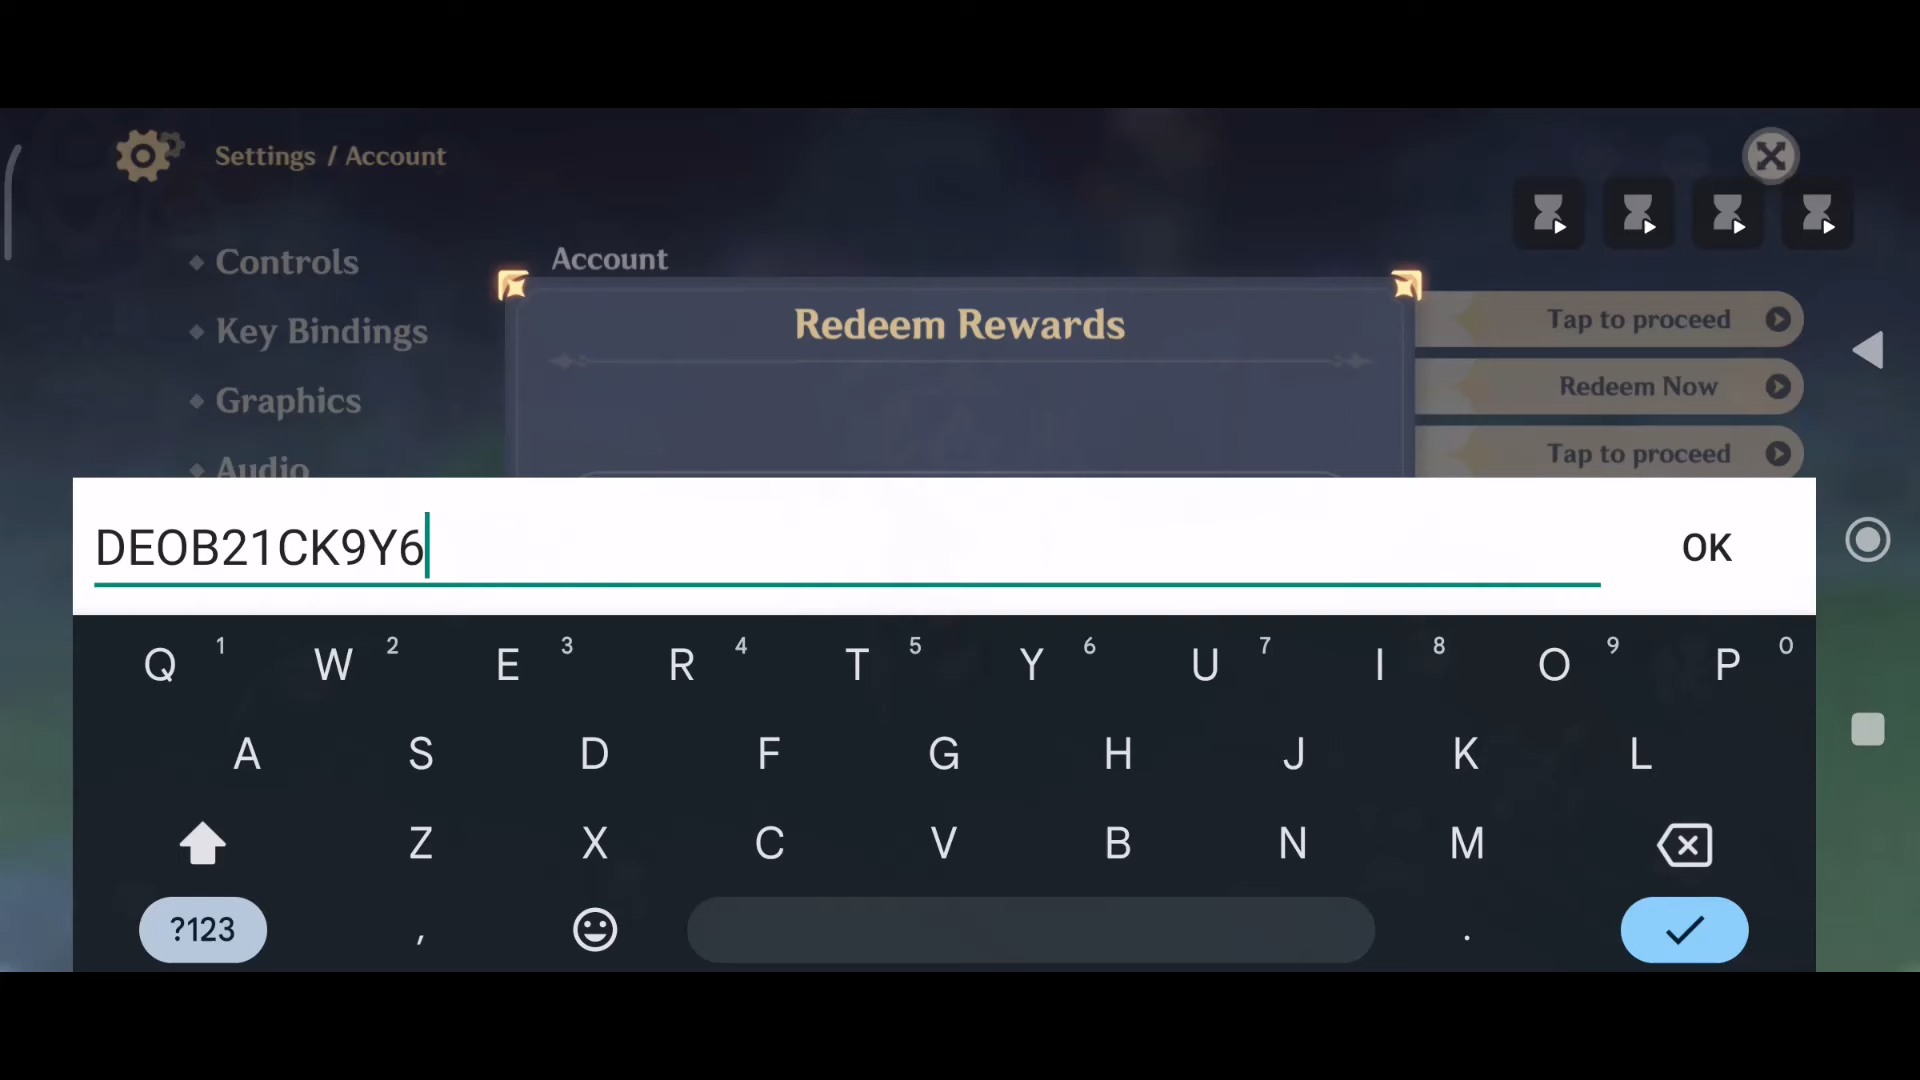 Settings / Account
Controls
Key Bindings
Graphics
Audio
Account
Redeem Rewards
Tap to proceed
Redeem Now
Tap to proceed
DEOB21CK9Y6
OK
Q 1 W 2 E 3 R 4 T 5 Y 6 U 7 I 8 O 9 P 0
A S D F G H J K L
Z X C V B N M
?123 , .